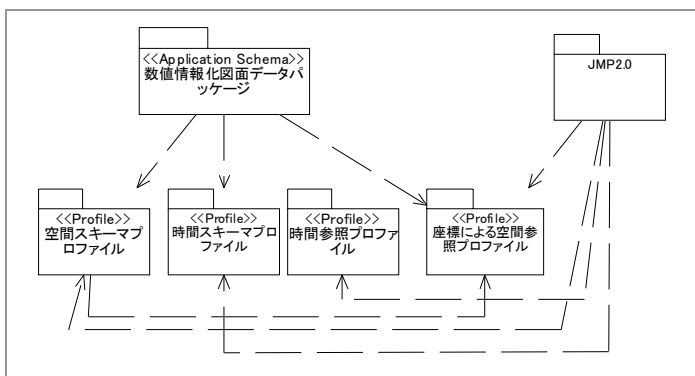 <<Application Schema>>
数値情報化図面データパ
ッケージ
JMP2.0
<<Profile>>
空間スキーマプ
ロファイル
<<Profile>>
時間スキーマプロ
ファイル
<<Profile>>
時間参照プロファ
イル
<<Profile>>
座標による空間参
照プロファイル